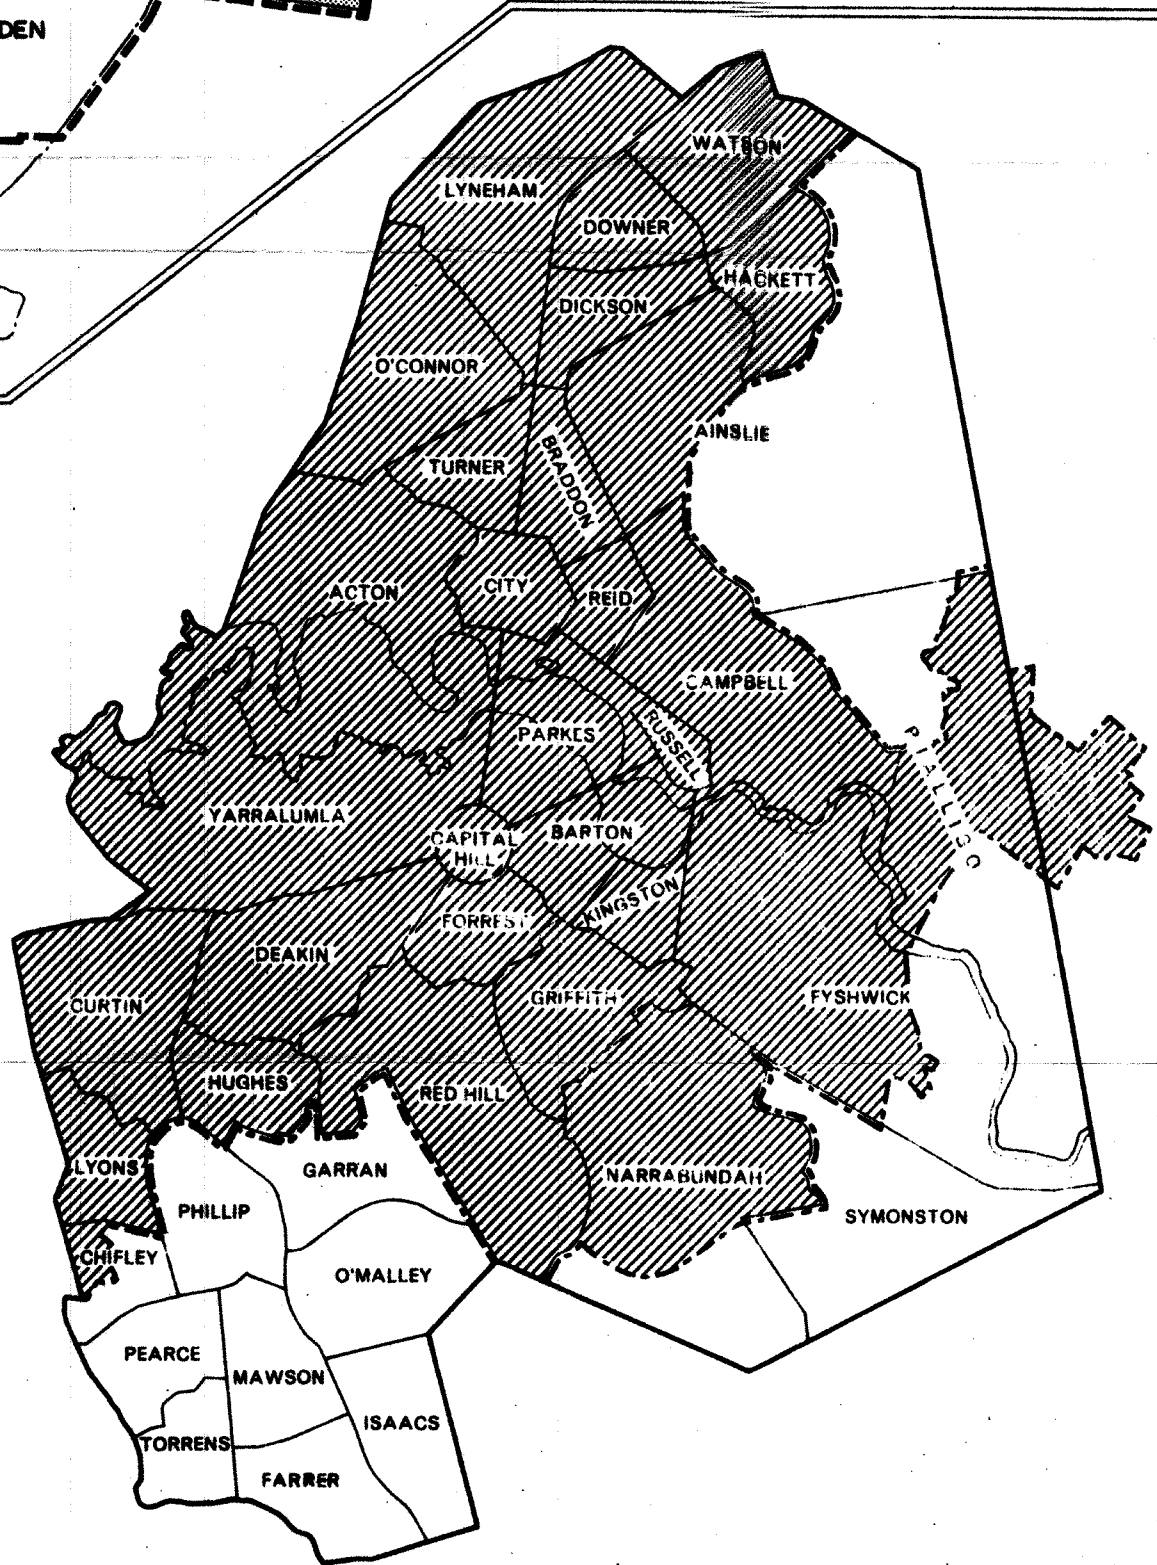 DEN
WATSON
LYNEHAM
DOWNER
HACKETT
DICKSON
O'CONNOR
AINSLIE
TURNER
BRADDON
ACTON
CITY
REID
CAMPBELL
RUSSELL
PARKES
PIALLIGO
YARRALUMLA
CAPITAL
HILL
BARTON
KINGSTON
FORREST
DEAKIN
CURTIN
GRIFFITH
FYSHWICK
HUGHES
RED HILL
LYONS
GARRAN
NARRABUNDAH
PHILLIP
SYMONSTON
CHIFLEY
O'MALLEY
PEARCE
MAWSON
ISAACS
TORRENS
FARRER